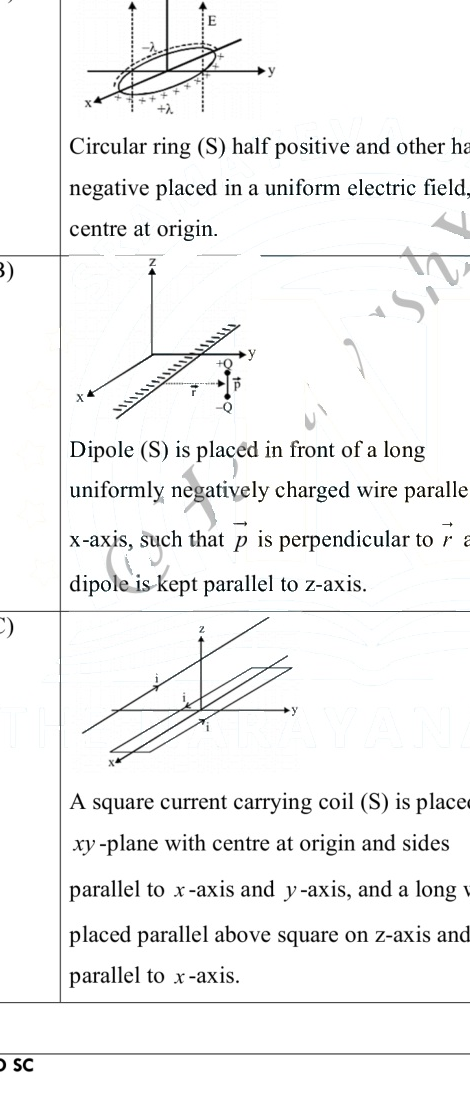 E
−λ
y
x
+λ
Circular ring (S) half positive and other ha
negative placed in a uniform electric field,
centre at origin.
B)
z
y
+Q
p
r
x
−Q
Dipole (S) is placed in front of a long
uniformly negatively charged wire paralle
x-axis, such that p is perpendicular to r a
dipole is kept parallel to z-axis.
C)
z
i
i
y
i
x
A square current carrying coil (S) is place
xy-plane with centre at origin and sides
parallel to x-axis and y-axis, and a long w
placed parallel above square on z-axis and
parallel to x-axis.
SC